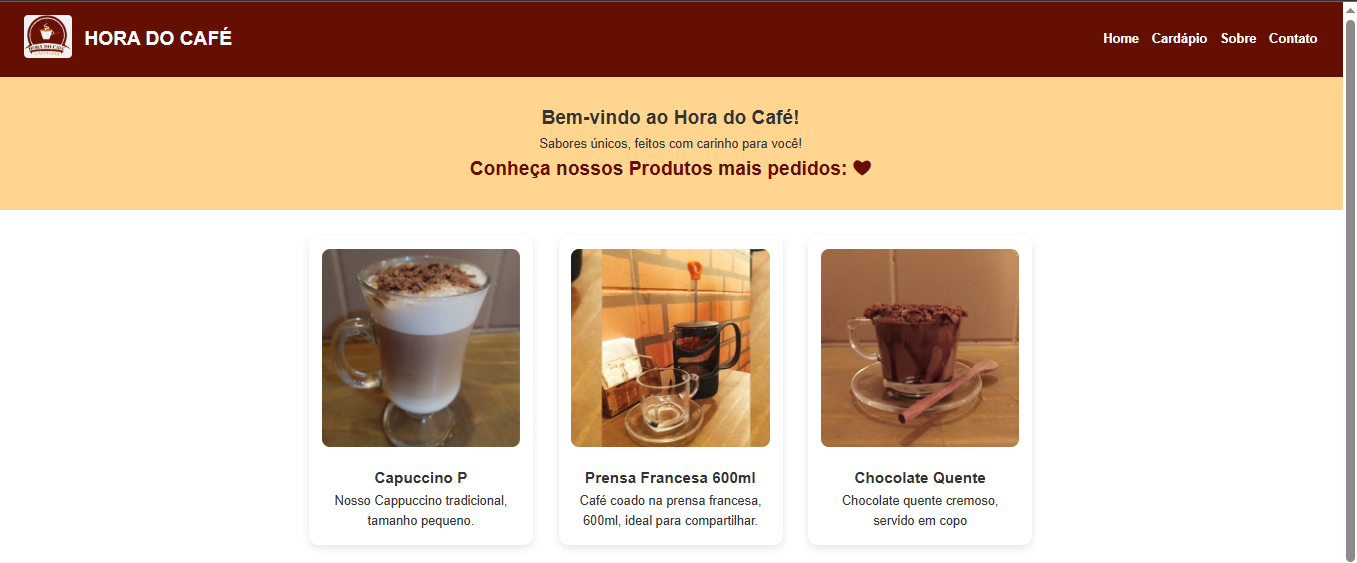 HORA DO CAFÉ
HORA DO CAFÉ
Home Cardápio Sobre Contato
Bem-vindo ao Hora do Café!
Sabores únicos, feitos com carinho para você!
Conheça nossos Produtos mais pedidos:
Capuccino P
Nosso Cappuccino tradicional,
tamanho pequeno.
Prensa Francesa 600ml
Café coado na prensa francesa,
600ml, ideal para compartilhar.
Chocolate Quente
Chocolate quente cremoso,
servido em copo